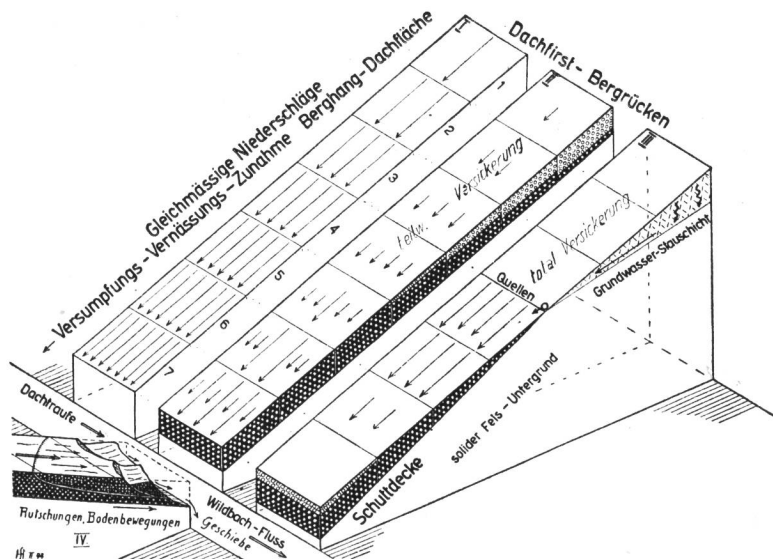 Gleichmässige Niederschläge
Versumpfungs-Vernässungs-Zunahme Berghang-Dachfläche
Dachfirst-Bergrücken
I
II
III
1
2
3
4
5
6
7
teilw. Versickerung
total Versickerung
Quellen
Grundwasser-Stauschicht
solider Fels-Untergrund
Schuttdecke
Dachtraufe
Wildbach-Fluss
Geschiebe
Rutschungen, Bodenbewegungen
IV.